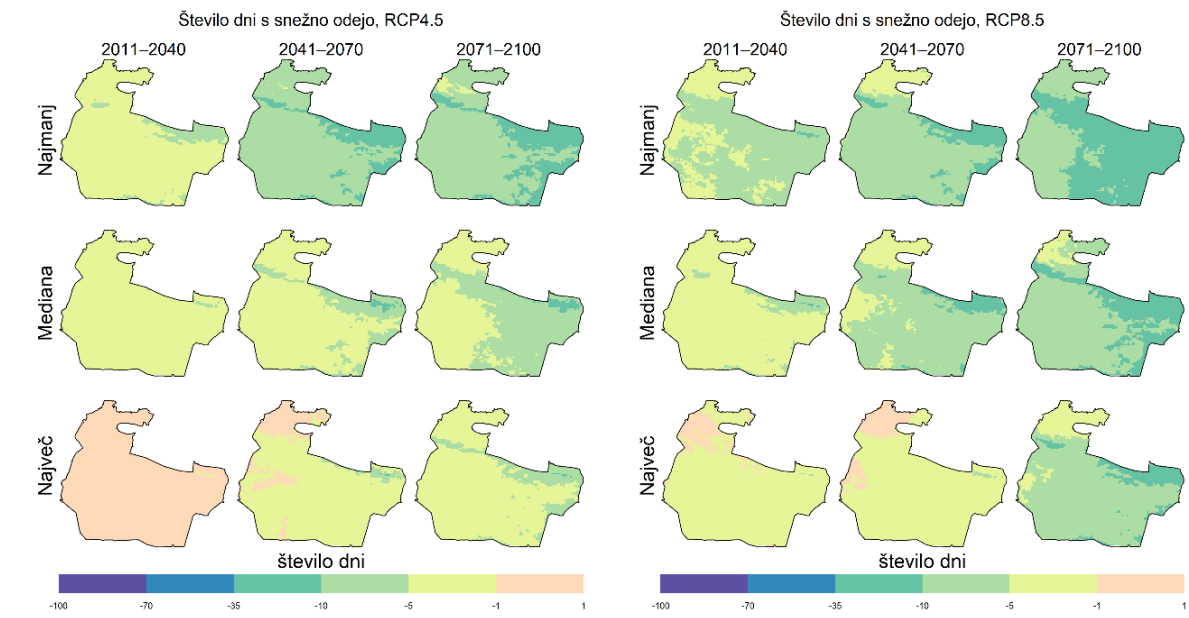 Število dni s snežno odejo, RCP4.5
2011–2040 2041–2070 2071–2100
Najmanj
Mediana
Največ
število dni
-100 -70 -35 -10 -5 -1 1
Število dni s snežno odejo, RCP8.5
2011–2040 2041–2070 2071–2100
Najmanj
Mediana
Največ
število dni
-100 -70 -35 -10 -5 -1 1